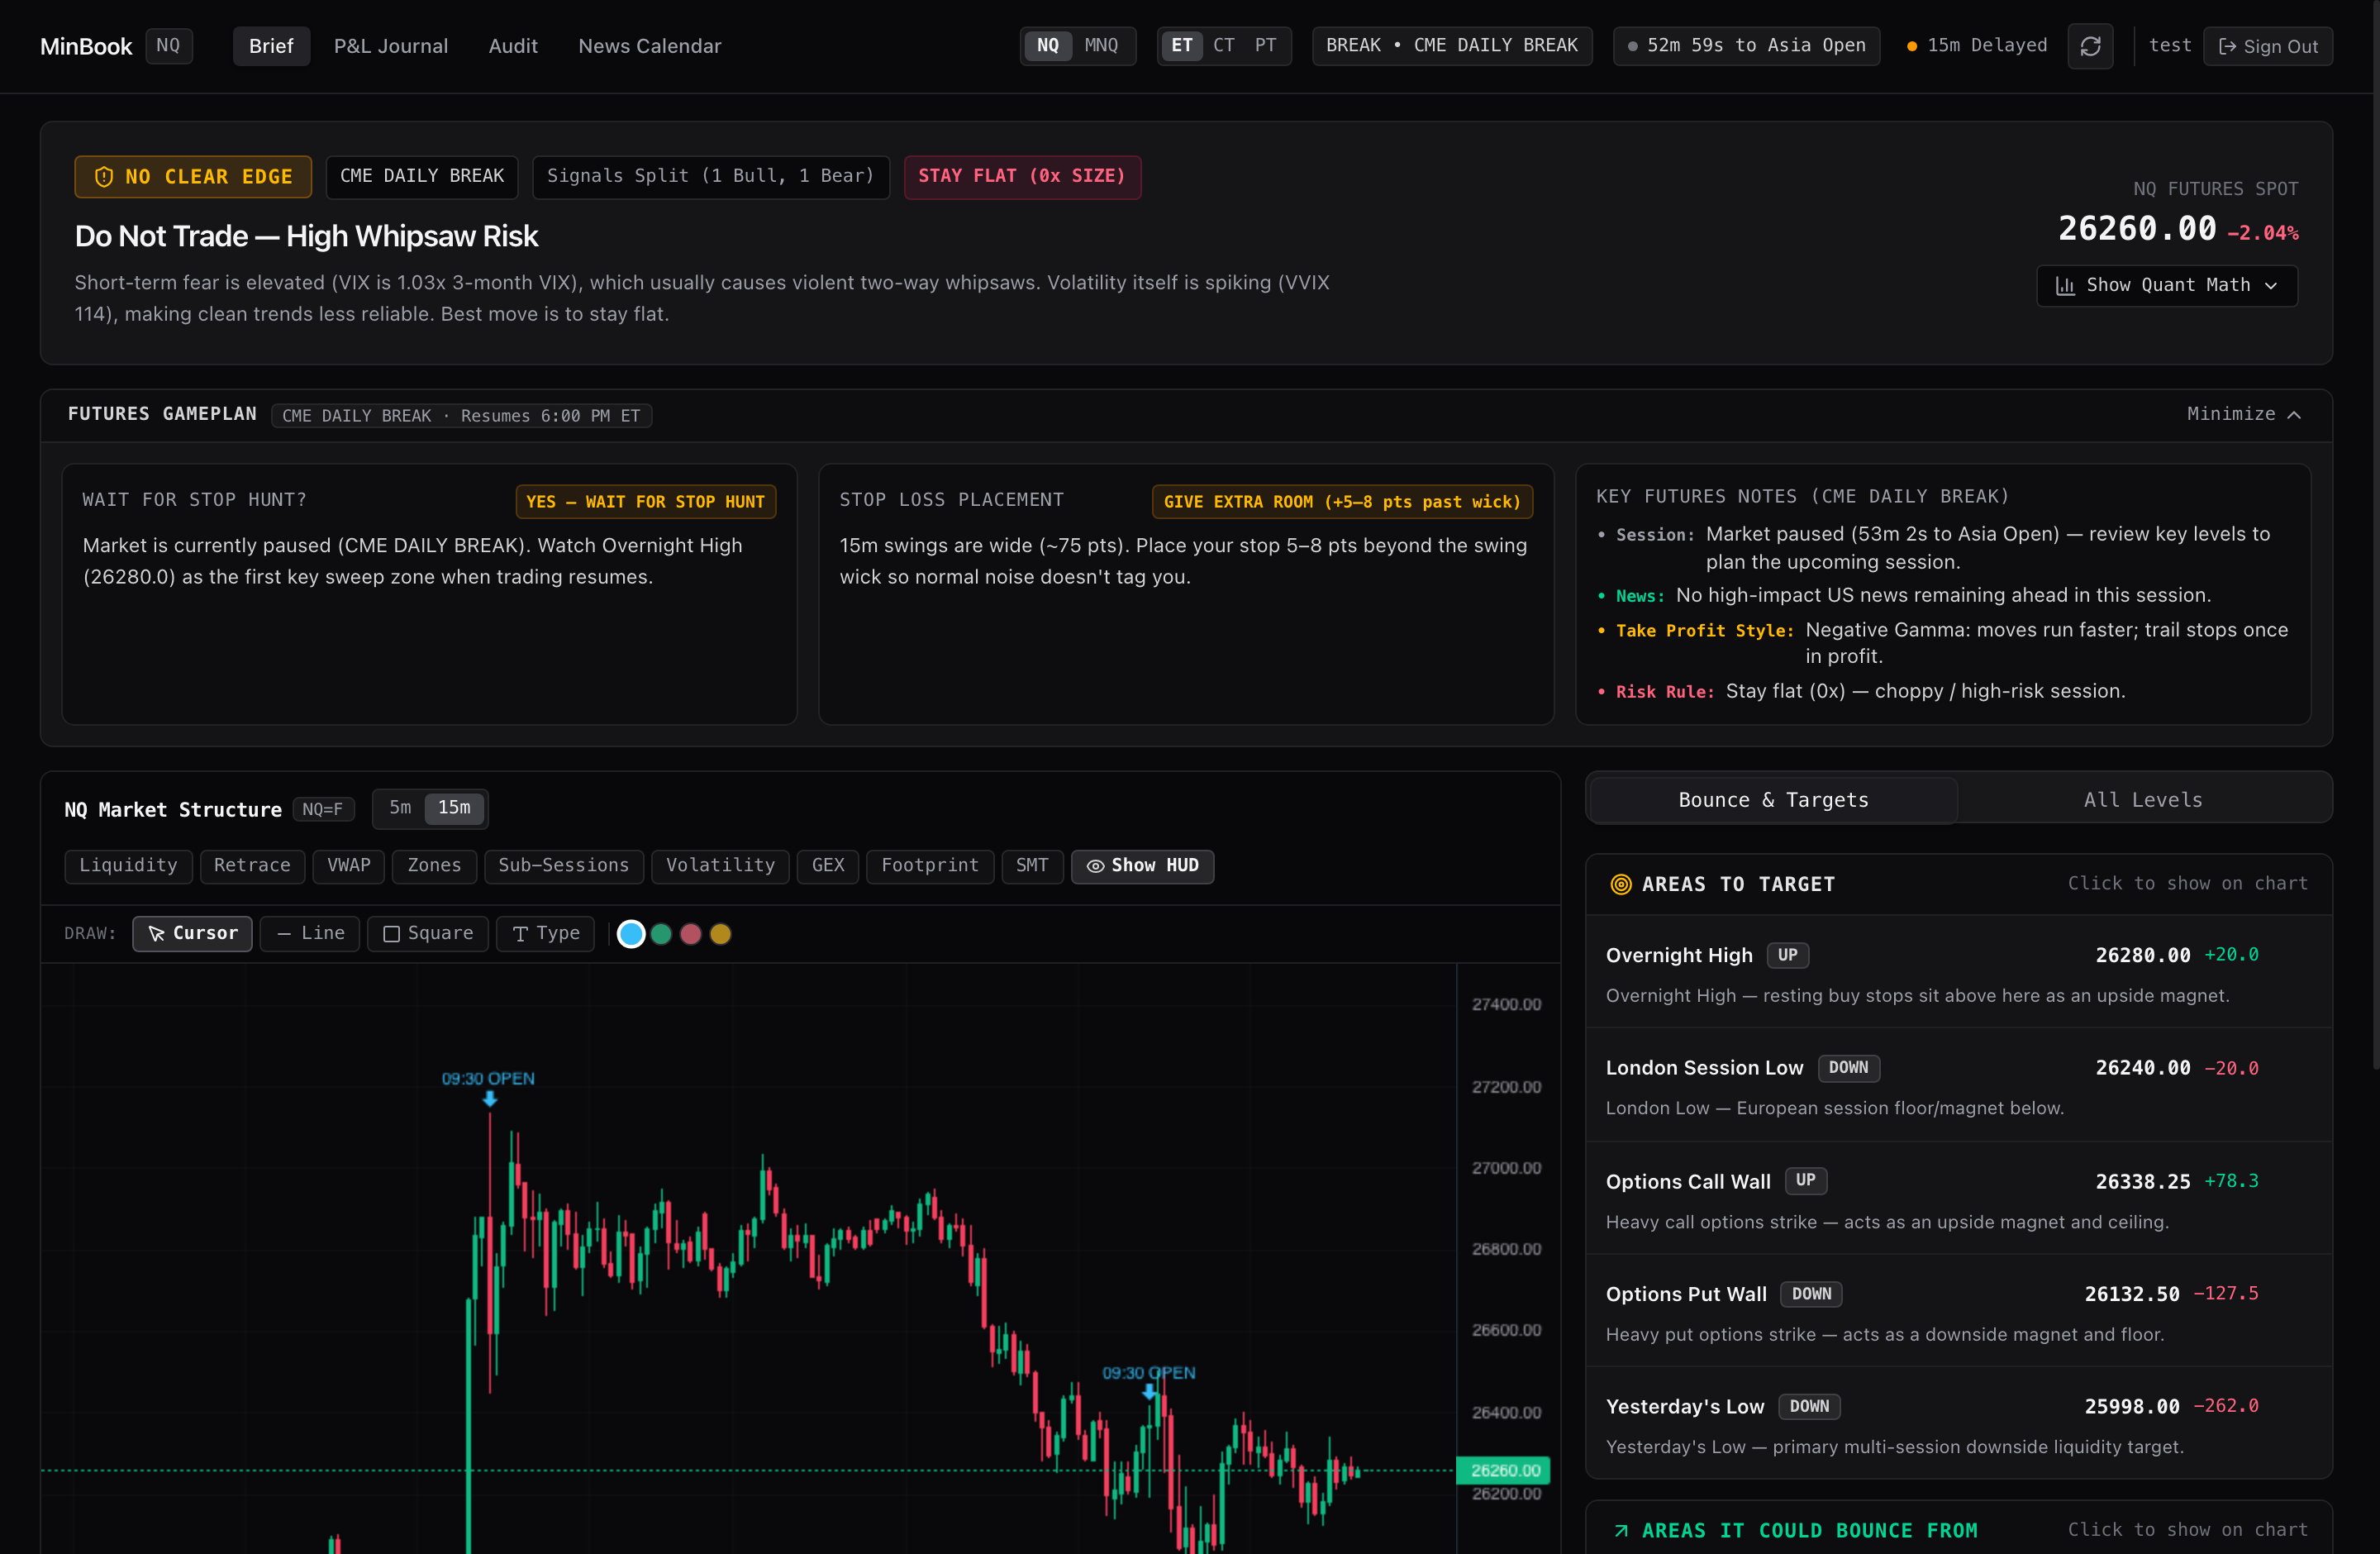 MinBook NQ Brief P&L Journal Audit News Calendar NQ MNQ ET CT PT BREAK • CME DAILY BREAK 52m 59s to Asia Open 15m Delayed test Sign Out
NO CLEAR EDGE CME DAILY BREAK Signals Split (1 Bull, 1 Bear) STAY FLAT (0x SIZE)
Do Not Trade — High Whipsaw Risk
Short-term fear is elevated (VIX is 1.03x 3-month VIX), which usually causes violent two-way whipsaws. Volatility itself is spiking (VVIX
114), making clean trends less reliable. Best move is to stay flat.
NQ FUTURES SPOT
26260.00 −2.04%
Show Quant Math
FUTURES GAMEPLAN CME DAILY BREAK · Resumes 6:00 PM ET Minimize
WAIT FOR STOP HUNT? YES — WAIT FOR STOP HUNT
Market is currently paused (CME DAILY BREAK). Watch Overnight High
(26280.0) as the first key sweep zone when trading resumes.
STOP LOSS PLACEMENT GIVE EXTRA ROOM (+5–8 pts past wick)
15m swings are wide (~75 pts). Place your stop 5–8 pts beyond the swing
wick so normal noise doesn't tag you.
KEY FUTURES NOTES (CME DAILY BREAK)
• Session: Market paused (53m 2s to Asia Open) — review key levels to
plan the upcoming session.
• News: No high-impact US news remaining ahead in this session.
• Take Profit Style: Negative Gamma: moves run faster; trail stops once
in profit.
• Risk Rule: Stay flat (0x) — choppy / high-risk session.
NQ Market Structure NQ=F 5m 15m
Liquidity Retrace VWAP Zones Sub-Sessions Volatility GEX Footprint SMT Show HUD
DRAW: Cursor Line Square Type
27400.00
09:30 OPEN
27200.00
27000.00
26800.00
26600.00
09:30 OPEN
26400.00
26260.00
26200.00
Bounce & Targets All Levels
AREAS TO TARGET Click to show on chart
Overnight High UP 26280.00 +20.0
Overnight High — resting buy stops sit above here as an upside magnet.
London Session Low DOWN 26240.00 −20.0
London Low — European session floor/magnet below.
Options Call Wall UP 26338.25 +78.3
Heavy call options strike — acts as an upside magnet and ceiling.
Options Put Wall DOWN 26132.50 −127.5
Heavy put options strike — acts as a downside magnet and floor.
Yesterday's Low DOWN 25998.00 −262.0
Yesterday's Low — primary multi-session downside liquidity target.
AREAS IT COULD BOUNCE FROM Click to show on chart